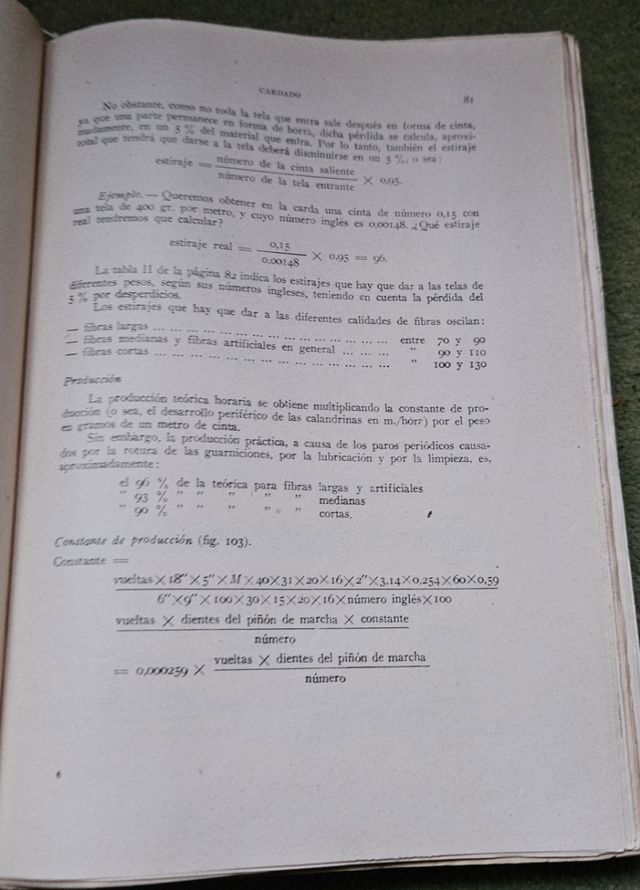 CARDADO
81
No obstante, como no toda la tela que entra sale después en forma de cinta,
ya que una parte permanece en forma de borra, dicha pérdida se calcula, aproxi-
madamente, en un 5 % del material que entra. Por lo tanto, también el estiraje
total que tendrá que darse a la tela deberá disminuirse en un 5 %, o sea:
estiraje = número de la cinta saliente / número de la tela entrante × 0,95.
Ejemplo. — Queremos obtener en la carda una cinta de número 0,15 con
una tela de 400 gr. por metro, y cuyo número inglés es 0,00148. ¿Qué estiraje
real tendremos que calcular?
estiraje real = 0,15 / 0,00148 × 0,95 = 96.
La tabla II de la página 82 indica los estirajes que hay que dar a las telas de
diferentes pesos, según sus números ingleses, teniendo en cuenta la pérdida del
5 % por desperdicios.
Los estirajes que hay que dar a las diferentes calidades de fibras oscilan:
— fibras largas ... ... ... ... ... ... ... ... ... ... ... ... ... entre 70 y 90
— fibras medianas y fibras artificiales en general ... ... ... " 90 y 110
— fibras cortas ... ... ... ... ... ... ... ... ... ... ... ... ... " 100 y 130
Producción
La producción teórica horaria se obtiene multiplicando la constante de pro-
ducción (o sea, el desarrollo periférico de las calandrinas en m./hora) por el peso
en gramos de un metro de cinta.
Sin embargo, la producción práctica, a causa de los paros periódicos causa-
dos por la rotura de las guarniciones, por la lubricación y por la limpieza, es,
aproximadamente:
el 96 % de la teórica para fibras largas y artificiales
" 93 % " " " " " medianas
" 90 % " " " " " cortas.
Constante de producción (fig. 103).
Constante =
vueltas × 18" × 5" × M × 40 × 31 × 20 × 16 × 2" × 3,14 × 0,254 × 60 × 0,59
6" × 9" × 100 × 30 × 15 × 20 × 16 × número inglés × 100
vueltas × dientes del piñón de marcha × constante
número
= 0,000259 × vueltas × dientes del piñón de marcha / número
6